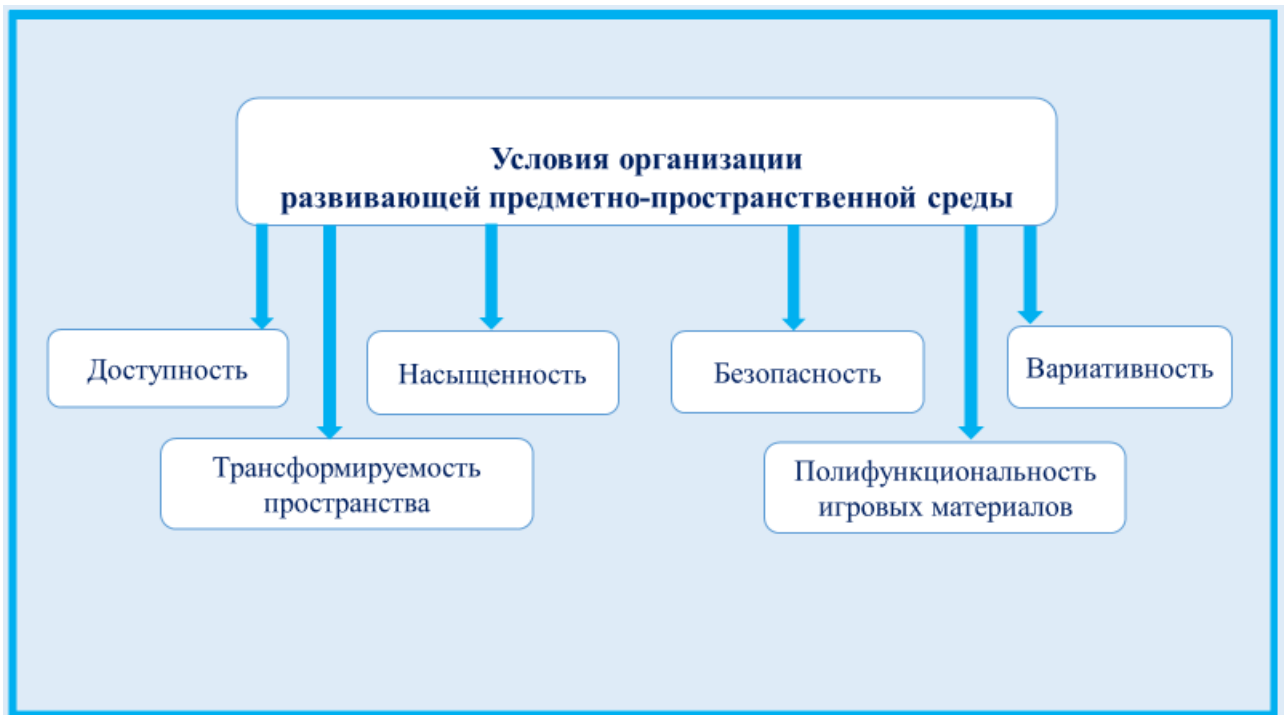 Условия организации
развивающей предметно-пространственной среды
Доступность
Насыщенность
Безопасность
Вариативность
Трансформируемость
пространства
Полифункциональность
игровых материалов